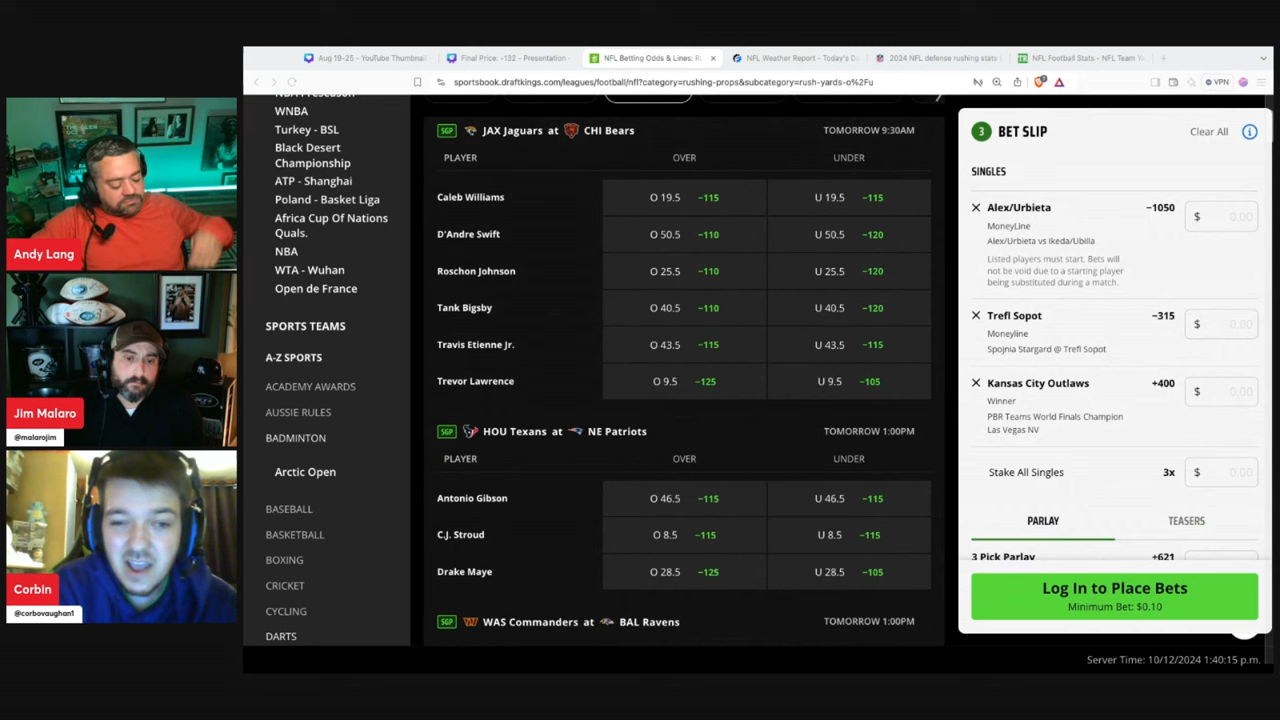 Aug 19-25 - YouTube Thumbnail
Final Price: -132 - Presentation -
NFL Betting Odds & Lines: R
NFL Weather Report - Today's
2024 NFL defense rushing stats
NFL Football Stats - NFL Team
sportsbook.draftkings.com/leagues/football/nfl?category=rushing-props&subcategory=rush-yards-o%2Fu
VPN
NFL Preseason
WNBA
Turkey - BSL
Black Desert
Championship
ATP - Shanghai
Poland - Basket Liga
Africa Cup Of Nations
Quals.
NBA
WTA - Wuhan
Open de France
SPORTS TEAMS
A-Z SPORTS
ACADEMY AWARDS
AUSSIE RULES
BADMINTON
Arctic Open
BASEBALL
BASKETBALL
BOXING
CRICKET
CYCLING
DARTS
SGP JAX Jaguars at CHI Bears TOMORROW 9:30AM
PLAYER OVER UNDER
Caleb Williams O 19.5 −115 U 19.5 −115
D'Andre Swift O 50.5 −110 U 50.5 −120
Roschon Johnson O 25.5 −110 U 25.5 −120
Tank Bigsby O 40.5 −110 U 40.5 −120
Travis Etienne Jr. O 43.5 −115 U 43.5 −115
Trevor Lawrence O 9.5 −125 U 9.5 −105
SGP HOU Texans at NE Patriots TOMORROW 1:00PM
PLAYER OVER UNDER
Antonio Gibson O 46.5 −115 U 46.5 −115
C.J. Stroud O 8.5 −115 U 8.5 −115
Drake Maye O 28.5 −125 U 28.5 −105
SGP WAS Commanders at BAL Ravens TOMORROW 1:00PM
3 BET SLIP Clear All
SINGLES
Alex/Urbieta −1050 $ 0.00
MoneyLine
Alex/Urbieta vs Ikeda/Ubilla
Listed players must start. Bets will
not be void due to a starting player
being substituted during a match.
Trefl Sopot −315 $ 0.00
Moneyline
Spojnia Stargard @ Trefl Sopot
Kansas City Outlaws +400 $ 0.00
Winner
PBR Teams World Finals Champion
Las Vegas NV
Stake All Singles 3x $ 0.00
PARLAY TEASERS
3 Pick Parlay +621
Log In to Place Bets
Minimum Bet: $0.10
Server Time: 10/12/2024 1:40:15 p.m.
Andy Lang
Jim Malaro
@malarojim
Corbin
@corbovaughan1